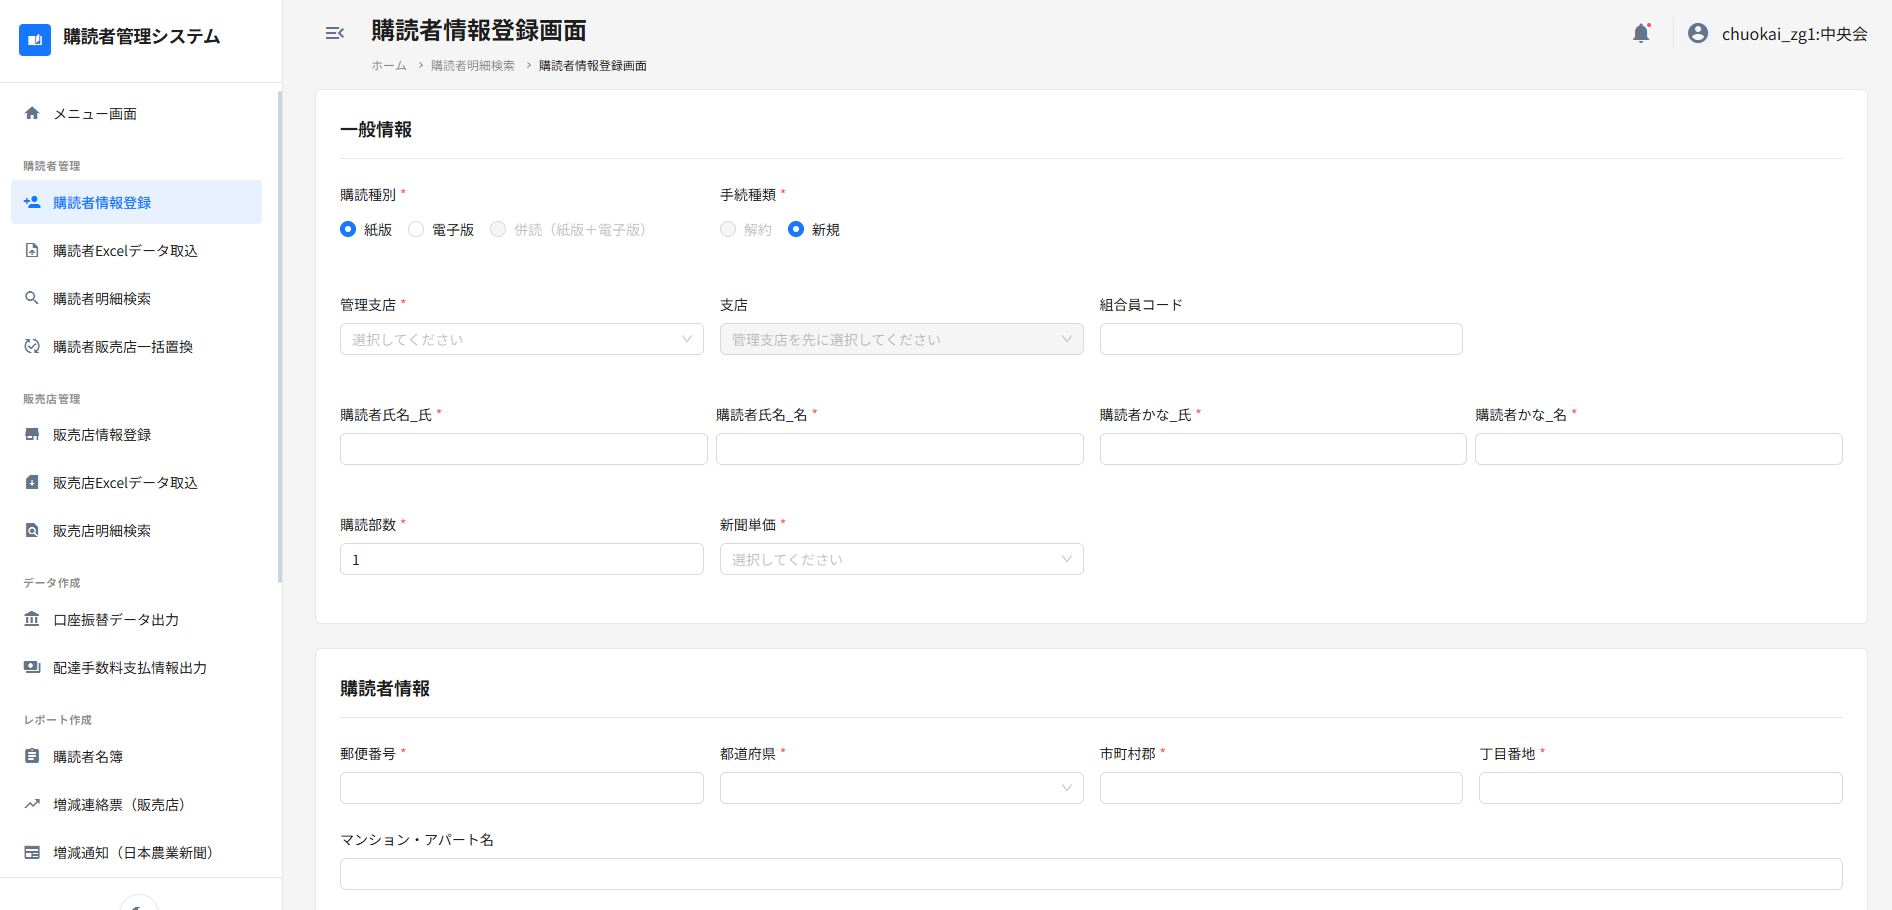 購読者管理システム
メニュー画面
購読者管理
購読者情報登録
購読者Excelデータ取込
購読者明細検索
購読者販売店一括置換
販売店管理
販売店情報登録
販売店Excelデータ取込
販売店明細検索
データ作成
口座振替データ出力
配達手数料支払情報出力
レポート作成
購読者名簿
増減連絡票（販売店）
増減通知（日本農業新聞）
購読者情報登録画面
ホーム > 購読者明細検索 > 購読者情報登録画面
chuokai_zg1:中央会
一般情報
購読種別 * 手続種類 *
紙版 電子版 併読（紙版＋電子版） 解約 新規
管理支店 * 支店 組合員コード
選択してください 管理支店を先に選択してください
購読者氏名_氏 * 購読者氏名_名 * 購読者かな_氏 * 購読者かな_名 *
購読部数 * 新聞単価 *
1 選択してください
購読者情報
郵便番号 * 都道府県 * 市町村郡 * 丁目番地 *
マンション・アパート名